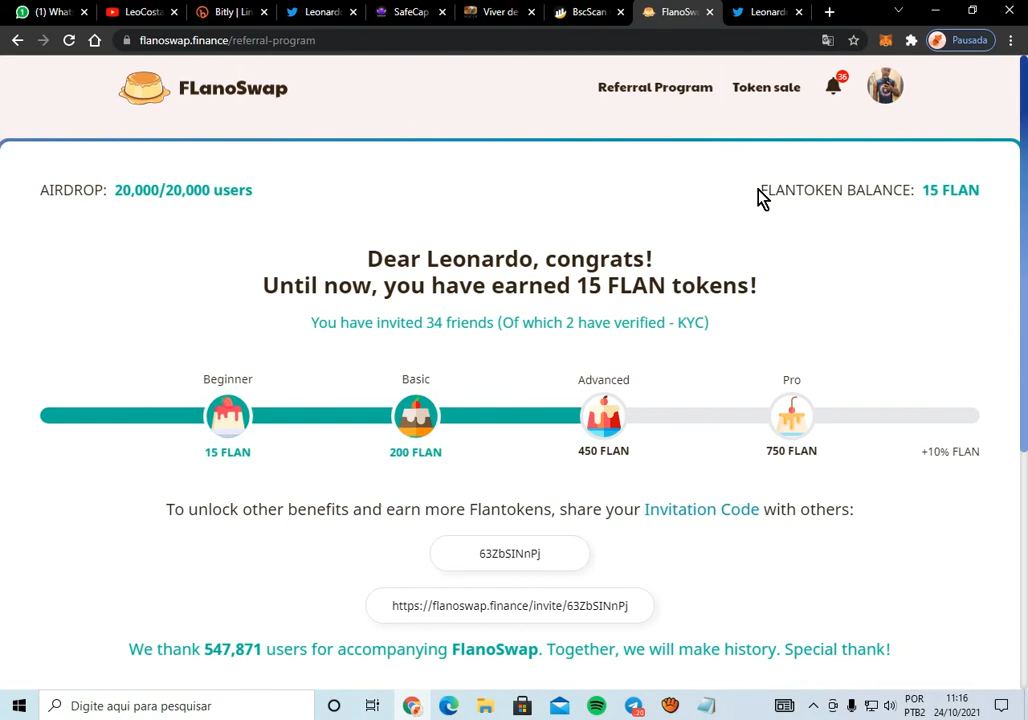 (1) Whats
LeoCosta
Bitly | Lin
Leonard
SafeCap
Viver de
BscScan
FlanoSw
Leonard
flanoswap.finance/referral-program
Pausada
FLanoSwap
Referral Program
Token sale
36
AIRDROP: 20,000/20,000 users
FLANTOKEN BALANCE: 15 FLAN
Dear Leonardo, congrats!
Until now, you have earned 15 FLAN tokens!
You have invited 34 friends (Of which 2 have verified - KYC)
Beginner
Basic
Advanced
Pro
15 FLAN
200 FLAN
450 FLAN
750 FLAN
+10% FLAN
To unlock other benefits and earn more Flantokens, share your Invitation Code with others:
63ZbSINnPj
https://flanoswap.finance/invite/63ZbSINnPj
We thank 547,871 users for accompanying FlanoSwap. Together, we will make history. Special thank!
Digite aqui para pesquisar
POR
PTB2
11:16
24/10/2021